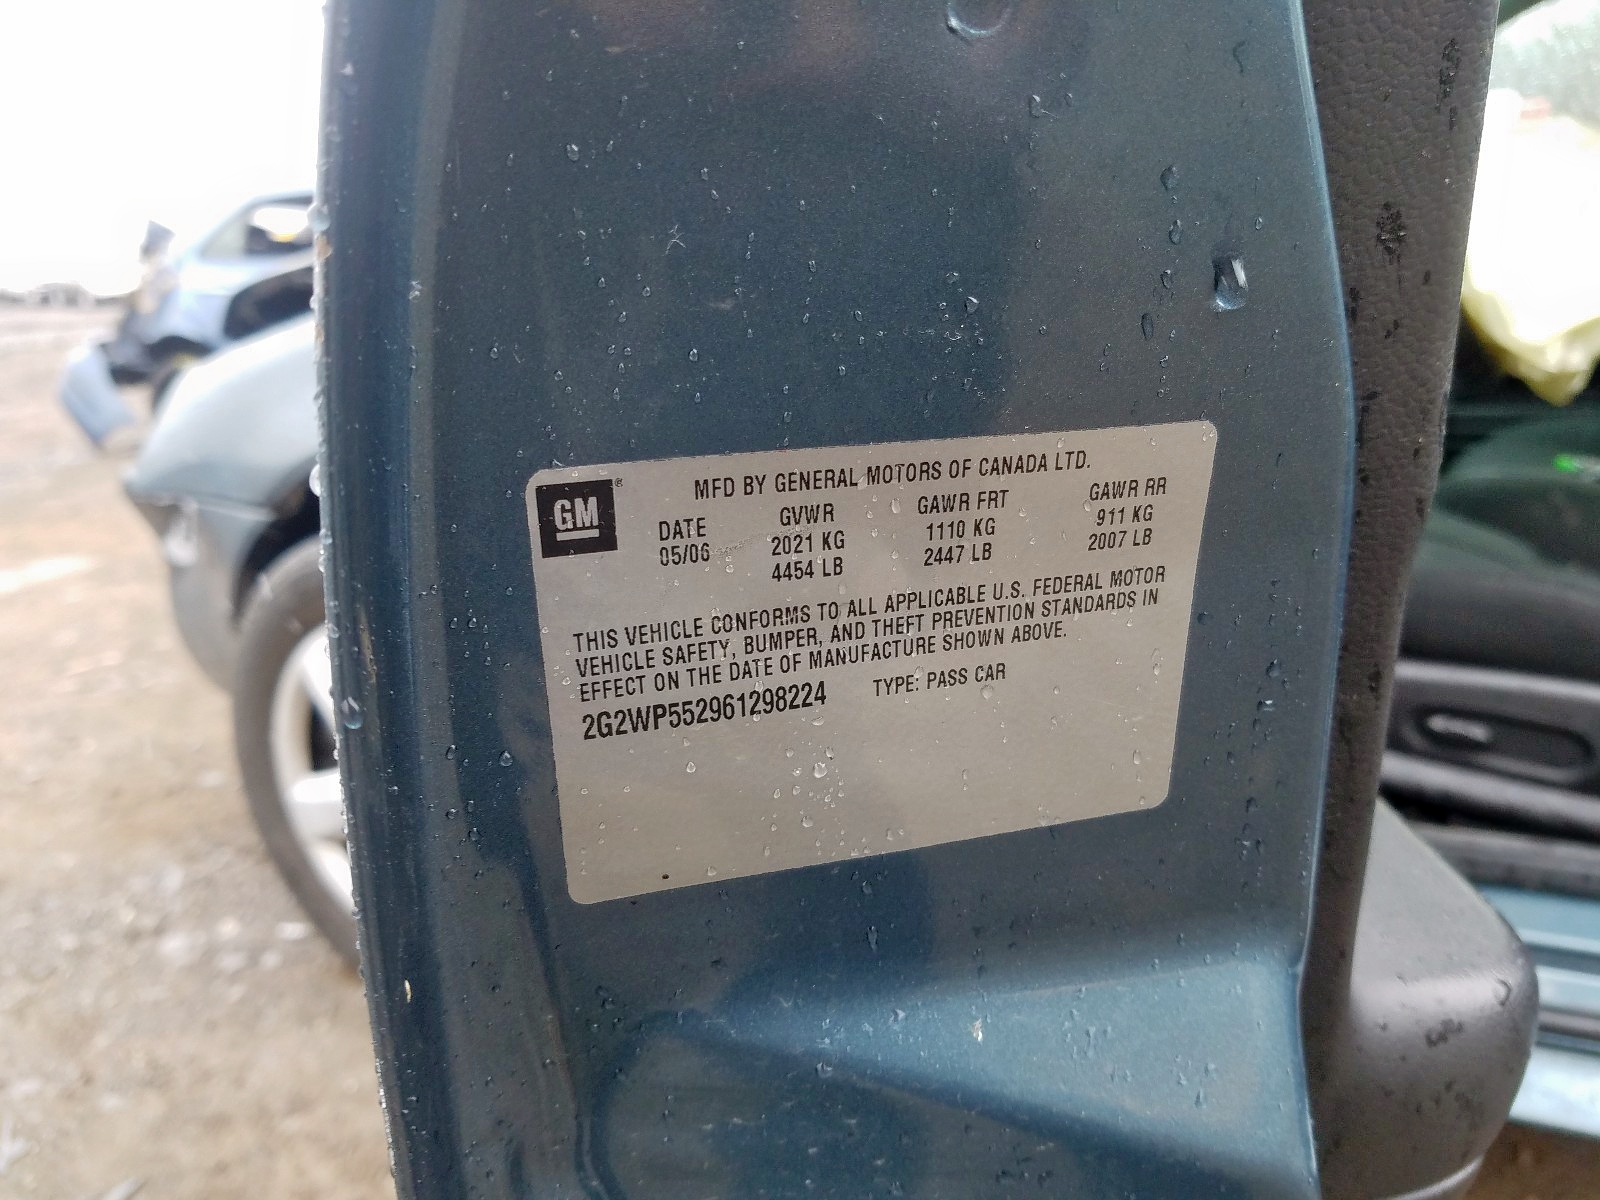 GM ®
MFD BY GENERAL MOTORS OF CANADA LTD.
DATE GVWR GAWR FRT GAWR RR
05/06 2021 KG 1110 KG 911 KG
4454 LB 2447 LB 2007 LB
THIS VEHICLE CONFORMS TO ALL APPLICABLE U.S. FEDERAL MOTOR
VEHICLE SAFETY, BUMPER, AND THEFT PREVENTION STANDARDS IN
EFFECT ON THE DATE OF MANUFACTURE SHOWN ABOVE.
2G2WP552961298224 TYPE: PASS CAR